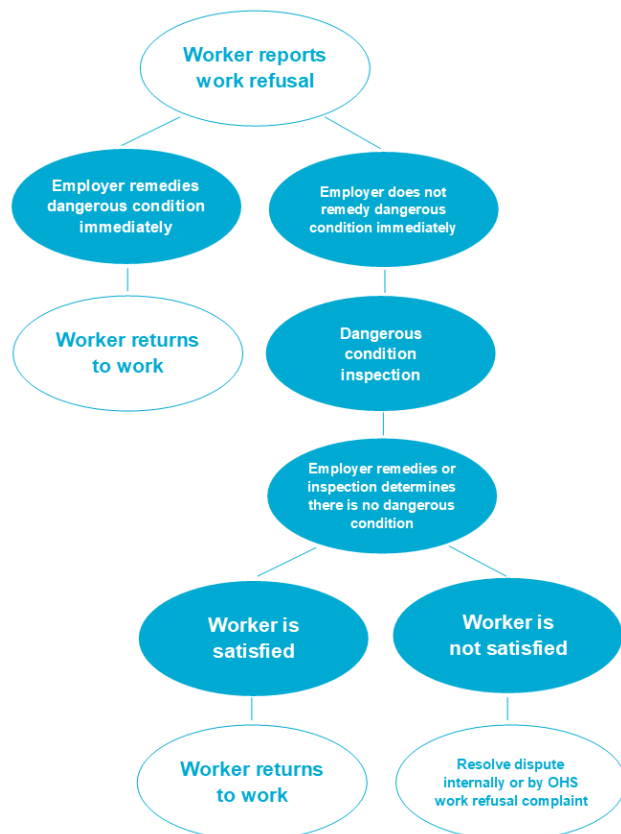 Worker reports
work refusal
Employer remedies
dangerous condition
immediately
Employer does not
remedy dangerous
condition immediately
Worker returns
to work
Dangerous
condition
inspection
Employer remedies or
inspection determines
there is no dangerous
condition
Worker is
satisfied
Worker is
not satisfied
Worker returns
to work
Resolve dispute
internally or by OHS
work refusal complaint